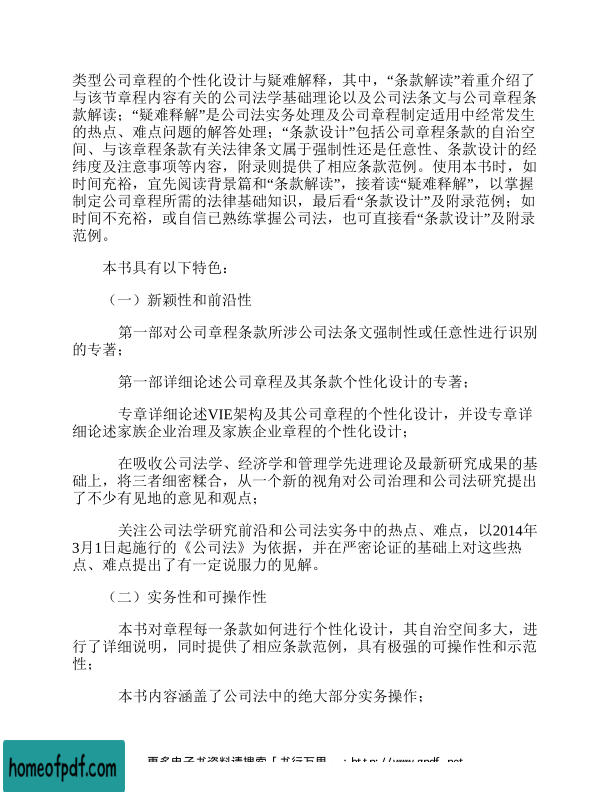 类型公司章程的个性化设计与疑难解释，其中，“条款解读”着重介绍了
与该节章程内容有关的公司法学基础理论以及公司法条文与公司章程条
款解读；“疑难释解”是公司法实务处理及公司章程制定适用中经常发生
的热点、难点问题的解答处理；“条款设计”包括公司章程条款的自治空
间、与该章程条款有关法律条文属于强制性还是任意性、条款设计的经
纬度及注意事项等内容，附录则提供了相应条款范例。使用本书时，如
时间充裕，宜先阅读背景篇和“条款解读”，接着读“疑难释解”，以掌握
制定公司章程所需的法律基础知识，最后看“条款设计”及附录范例；如
时间不充裕，或自信已熟练掌握公司法，也可直接看“条款设计”及附录
范例。
本书具有以下特色：
（一）新颖性和前沿性
第一部对公司章程条款所涉公司法条文强制性或任意性进行识别
的专著；
第一部详细论述公司章程及其条款个性化设计的专著；
专章详细论述VIE架构及其公司章程的个性化设计，并设专章详
细论述家族企业治理及家族企业章程的个性化设计；
在吸收公司法学、经济学和管理学先进理论及最新研究成果的基
础上，将三者细密糅合，从一个新的视角对公司治理和公司法研究提出
了不少有见地的意见和观点；
关注公司法学研究前沿和公司法实务中的热点、难点，以2014年
3月1日起施行的《公司法》为依据，并在严密论证的基础上对这些热
点、难点提出了有一定说服力的见解。
（二）实务性和可操作性
本书对章程每一条款如何进行个性化设计，其自治空间多大，进
行了详细说明，同时提供了相应条款范例，具有极强的可操作性和示范
性；
本书内容涵盖了公司法中的绝大部分实务操作；
homeofpdf.com